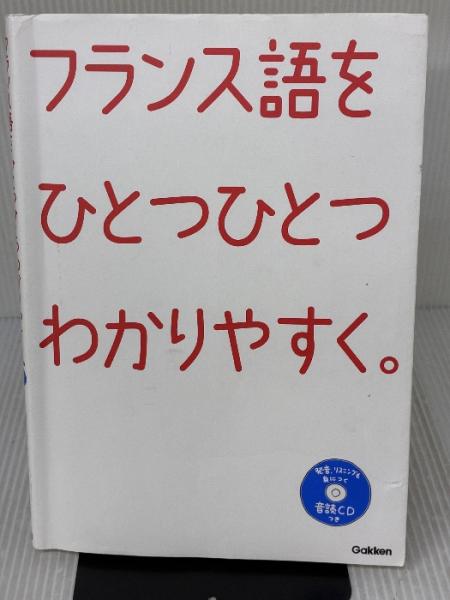 フランス語を
ひとつひとつ
わかりやすく。
発音、リスニングも
身につく
音読CD
つき
Gakken